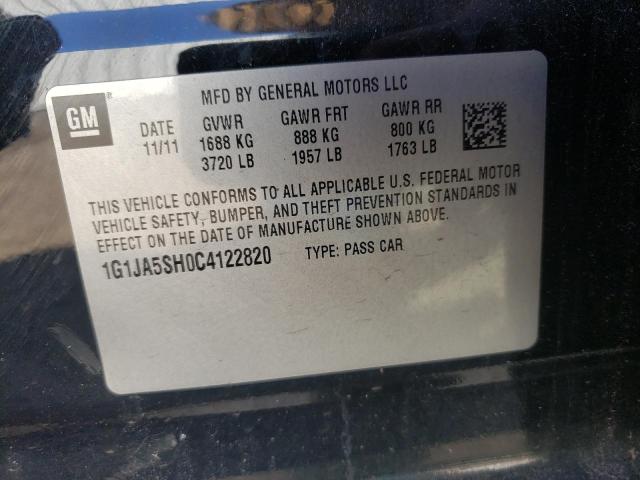 GM ®
MFD BY GENERAL MOTORS LLC
DATE GVWR GAWR FRT GAWR RR
11/11 1688 KG 888 KG 800 KG
3720 LB 1957 LB 1763 LB
THIS VEHICLE CONFORMS TO ALL APPLICABLE U.S. FEDERAL MOTOR
VEHICLE SAFETY, BUMPER, AND THEFT PREVENTION STANDARDS IN
EFFECT ON THE DATE OF MANUFACTURE SHOWN ABOVE.
1G1JA5SH0C4122820 TYPE: PASS CAR